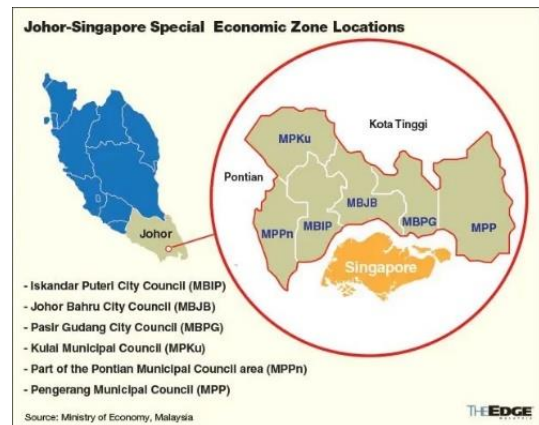 Johor-Singapore Special Economic Zone Locations
Kota Tinggi
MPKu
Pontian
MBJB
Johor
MPPn
MBIP
MBPG
MPP
Singapore
- Iskandar Puteri City Council (MBIP)
- Johor Bahru City Council (MBJB)
- Pasir Gudang City Council (MBPG)
- Kulai Municipal Council (MPKu)
- Part of the Pontian Municipal Council area (MPPn)
- Pengerang Municipal Council (MPP)
Source: Ministry of Economy, Malaysia
THE EDGE
MALAYSIA